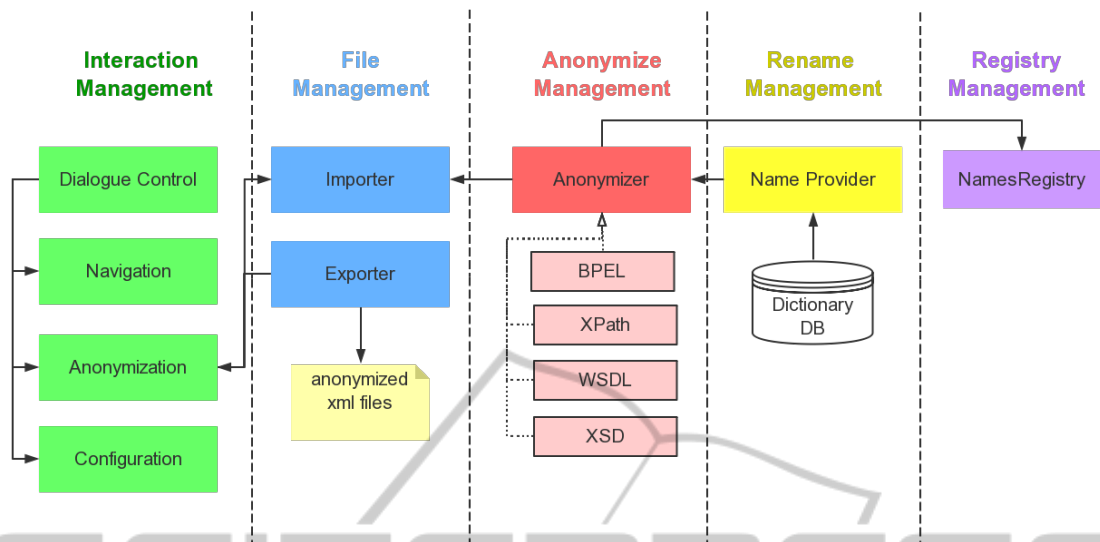 Interaction
Management
File
Management
Anonymize
Management
Rename
Management
Registry
Management
Dialogue Control
Importer
Anonymizer
Name Provider
NamesRegistry
Navigation
Exporter
BPEL
Dictionary
DB
XPath
Anonymization
anonymized
xml files
WSDL
XSD
Configuration